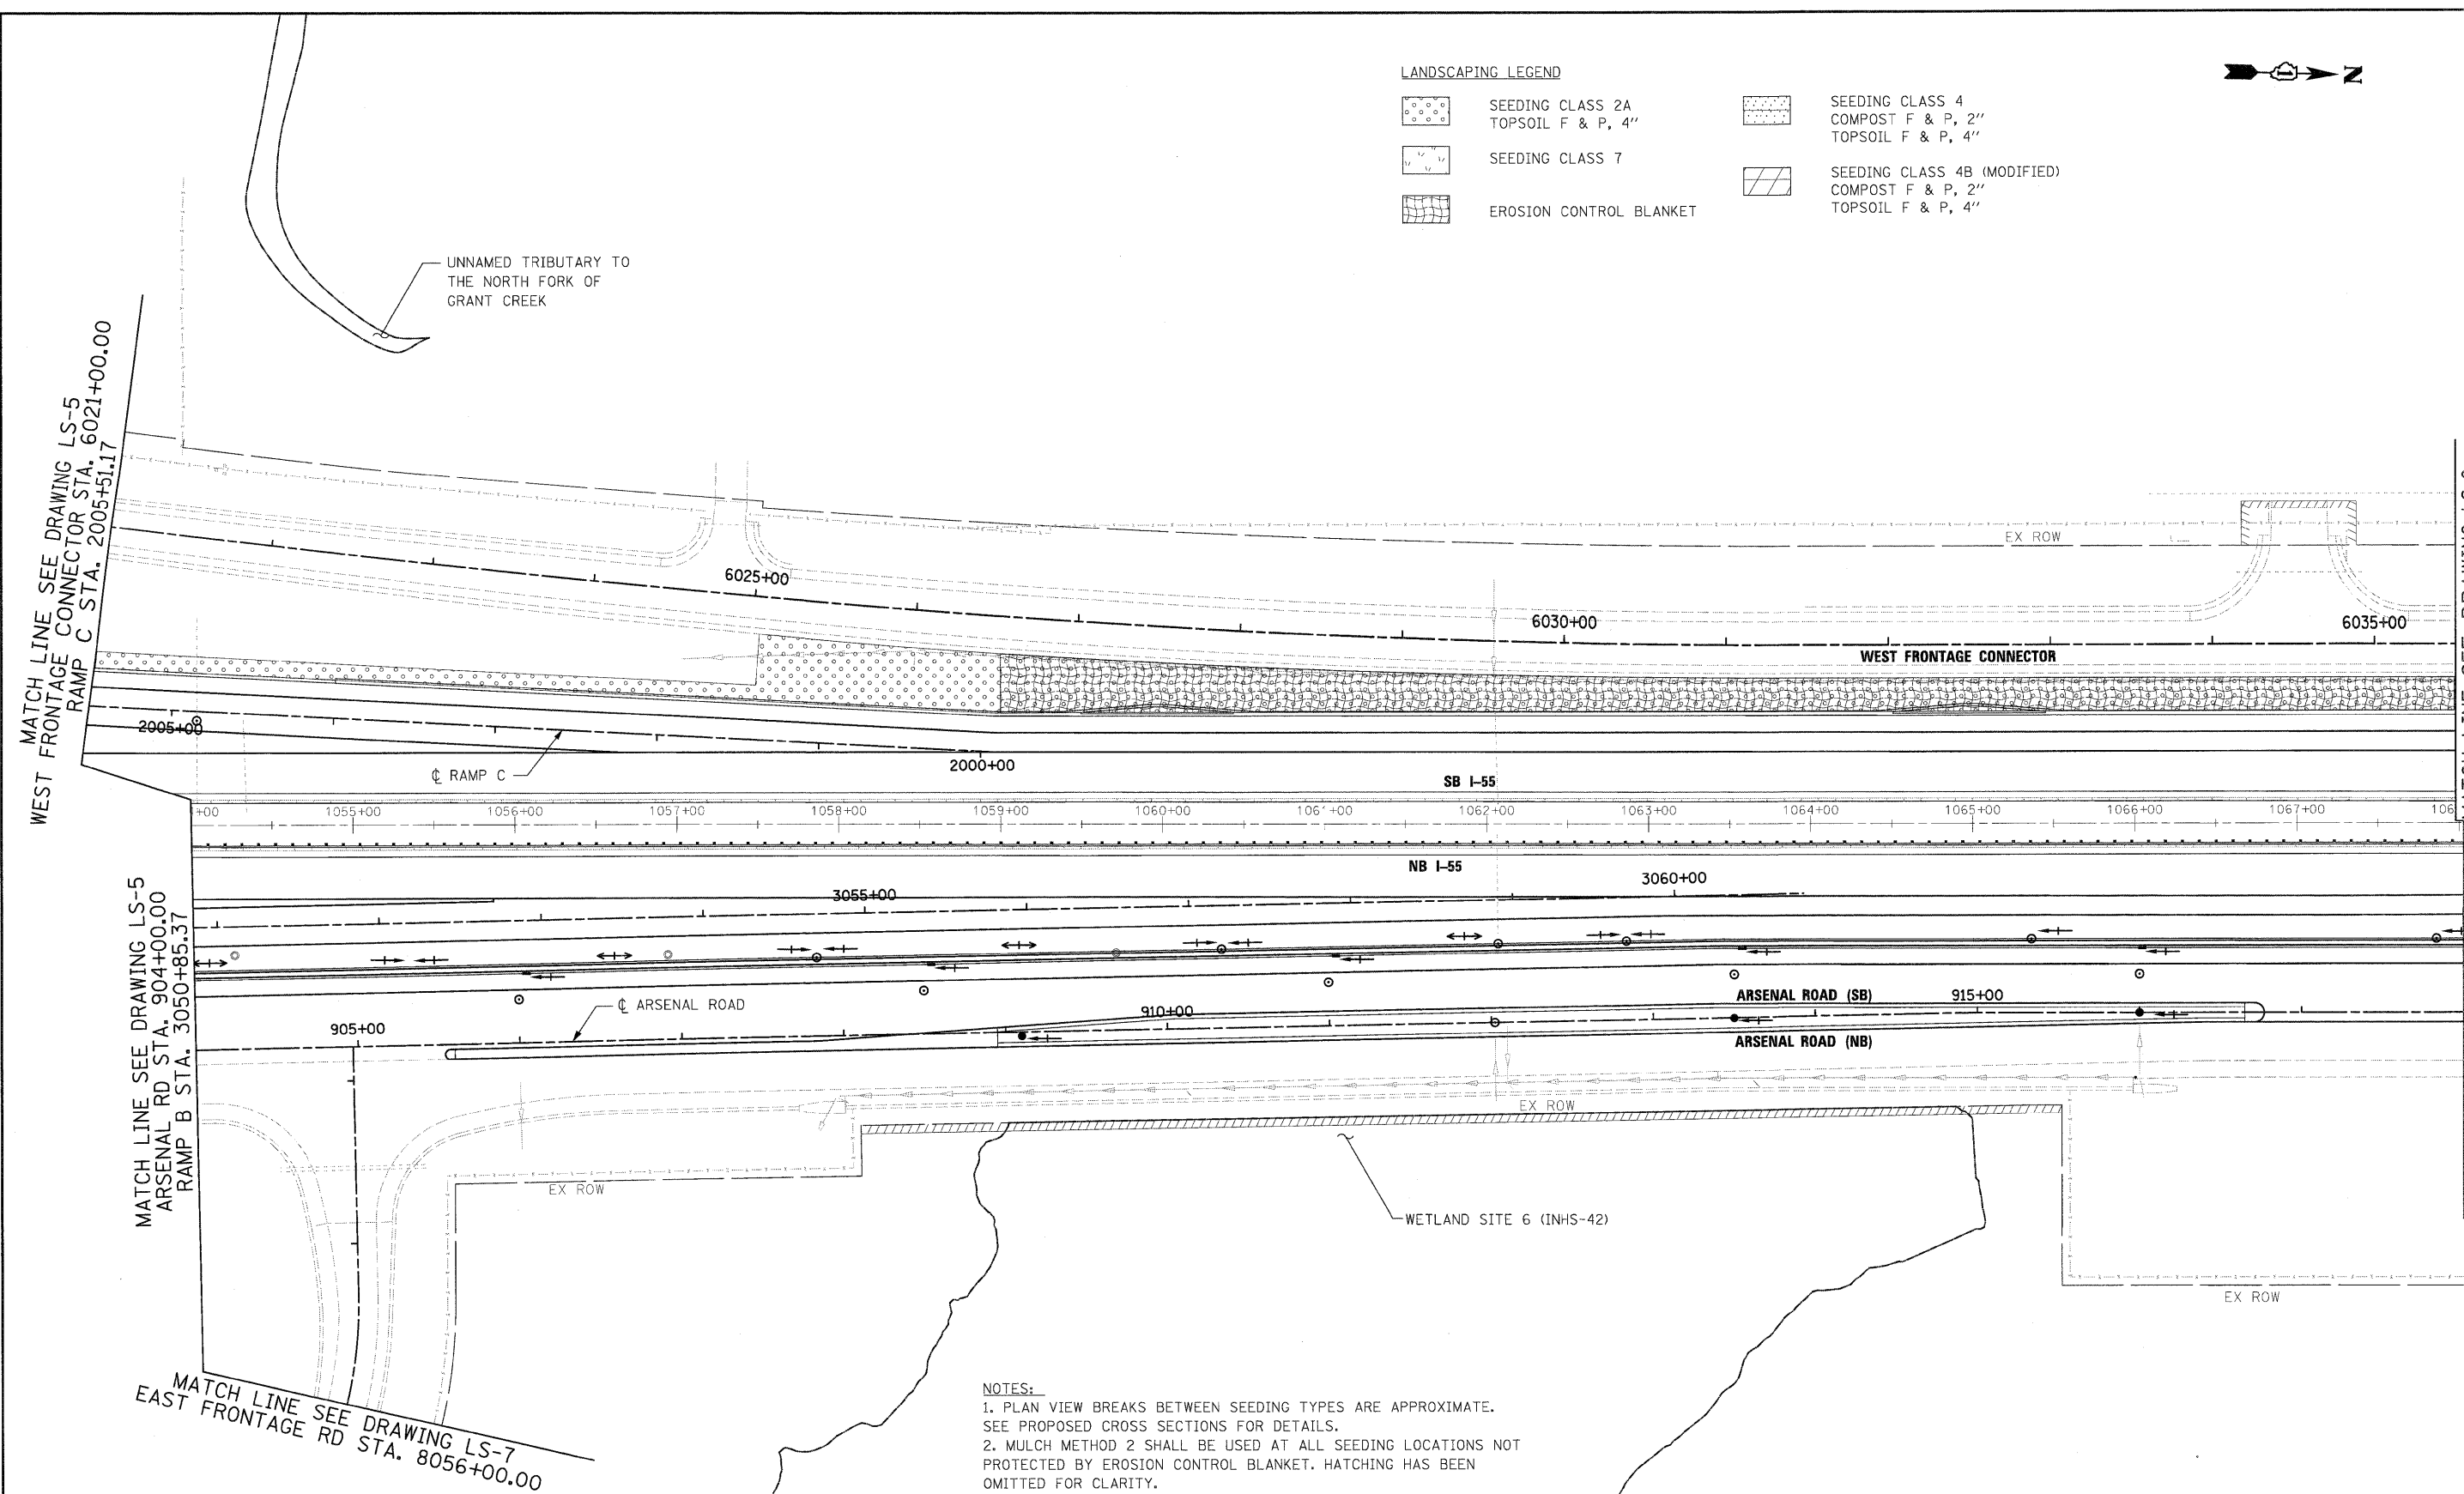 LANDSCAPING LEGEND
SEEDING CLASS 2A
TOPSOIL F & P, 4"
SEEDING CLASS 7
EROSION CONTROL BLANKET
SEEDING CLASS 4
COMPOST F & P, 2"
TOPSOIL F & P, 4"
SEEDING CLASS 4B (MODIFIED)
COMPOST F & P, 2"
TOPSOIL F & P, 4"
N
UNNAMED TRIBUTARY TO
THE NORTH FORK OF
GRANT CREEK
MATCH LINE SEE DRAWING LS-5
WEST FRONTAGE CONNECTOR STA. 6021+00.00
RAMP C STA. 2005+51.17
EX ROW
6025+00
6030+00
6035+00
WEST FRONTAGE CONNECTOR
2005+00
℄ RAMP C
2000+00
SB I-55
+00
1055+00
1056+00
1057+00
1058+00
1059+00
1060+00
1061+00
1062+00
1063+00
1064+00
1065+00
1066+00
1067+00
106
NB I-55
3055+00
3060+00
MATCH LINE SEE DRAWING LS-5
ARSENAL RD STA. 904+00.00
RAMP B STA. 3050+85.37
℄ ARSENAL ROAD
905+00
910+00
ARSENAL ROAD (SB)
915+00
ARSENAL ROAD (NB)
EX ROW
EX ROW
WETLAND SITE 6 (INHS-42)
EX ROW
MATCH LINE SEE DRAWING LS-7
EAST FRONTAGE RD STA. 8056+00.00
NOTES:
1. PLAN VIEW BREAKS BETWEEN SEEDING TYPES ARE APPROXIMATE.
SEE PROPOSED CROSS SECTIONS FOR DETAILS.
2. MULCH METHOD 2 SHALL BE USED AT ALL SEEDING LOCATIONS NOT
PROTECTED BY EROSION CONTROL BLANKET. HATCHING HAS BEEN
OMITTED FOR CLARITY.